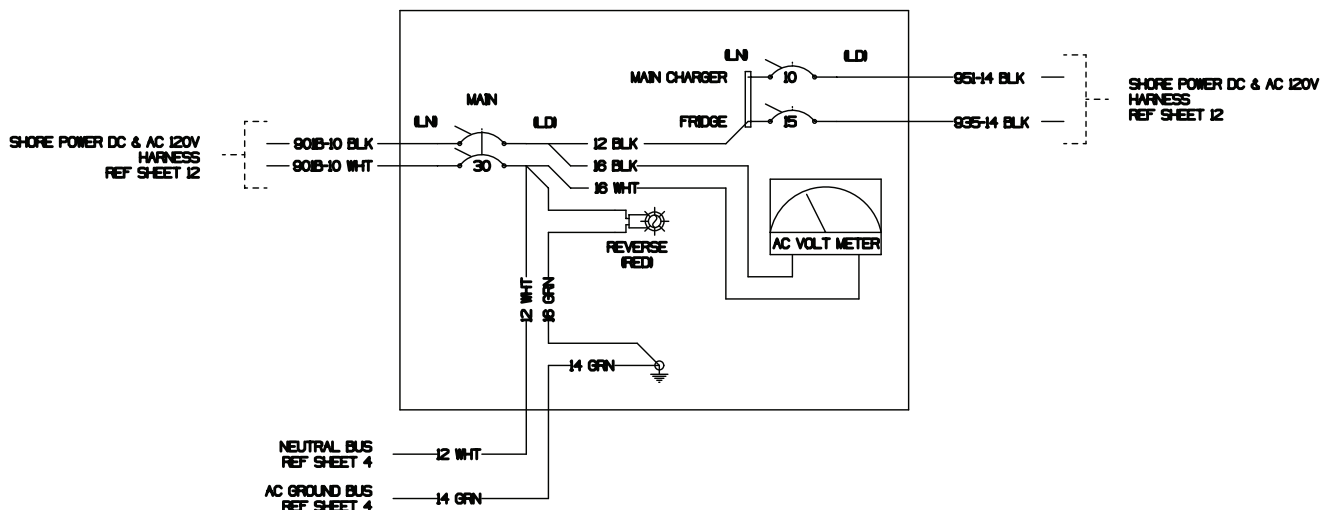 (LN)
(LD)
MAIN CHARGER
10
951-14 BLK
SHORE POWER DC & AC 120V
HARNESS
REF SHEET 12
MAIN
FRIDGE
15
935-14 BLK
(LN)
(LD)
SHORE POWER DC & AC 120V
HARNESS
REF SHEET 12
901B-10 BLK
12 BLK
901B-10 WHT
30
16 BLK
16 WHT
REVERSE
(RED)
AC VOLT METER
12 WHT
16 GRN
14 GRN
NEUTRAL BUS
REF SHEET 4
12 WHT
AC GROUND BUS
REF SHEET 4
14 GRN